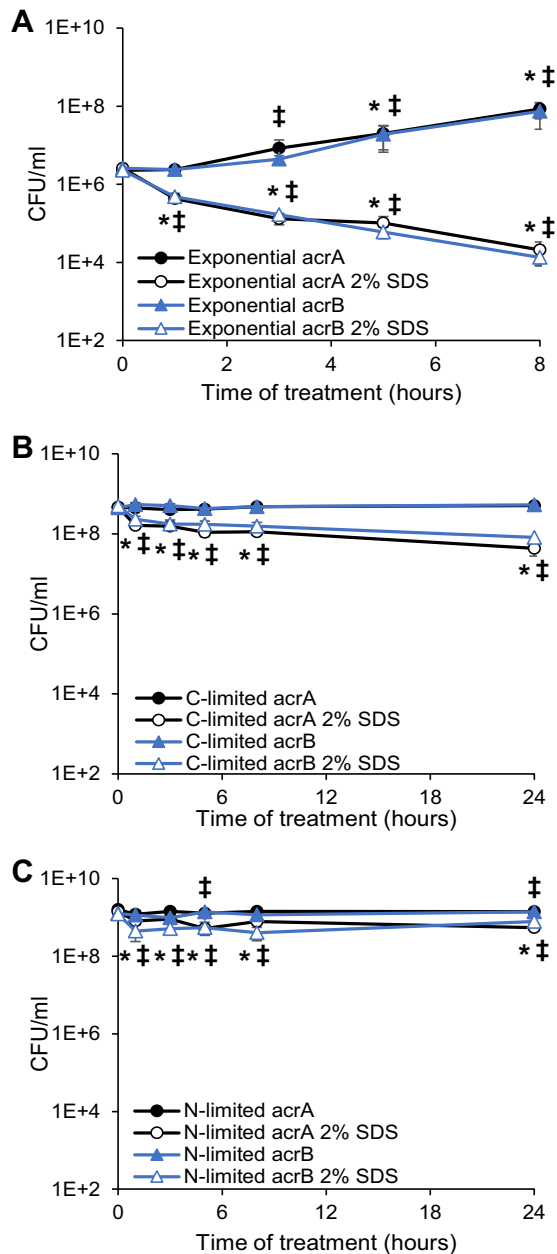 A
1E+10
1E+8
1E+6
1E+4
1E+2
CFU/ml
‡
* ‡
* ‡
*‡
* ‡
* ‡
* ‡
Exponential acrA
Exponential acrA 2% SDS
Exponential acrB
Exponential acrB 2% SDS
0 2 4 6 8
Time of treatment (hours)
B
1E+10
1E+8
1E+6
1E+4
1E+2
CFU/ml
* ‡ * ‡ * ‡ * ‡ * ‡
C-limited acrA
C-limited acrA 2% SDS
C-limited acrB
C-limited acrB 2% SDS
0 6 12 18 24
Time of treatment (hours)
C
1E+10
1E+8
1E+6
1E+4
1E+2
CFU/ml
‡ ‡
* ‡ * ‡ * ‡ * ‡ * ‡
N-limited acrA
N-limited acrA 2% SDS
N-limited acrB
N-limited acrB 2% SDS
0 6 12 18 24
Time of treatment (hours)